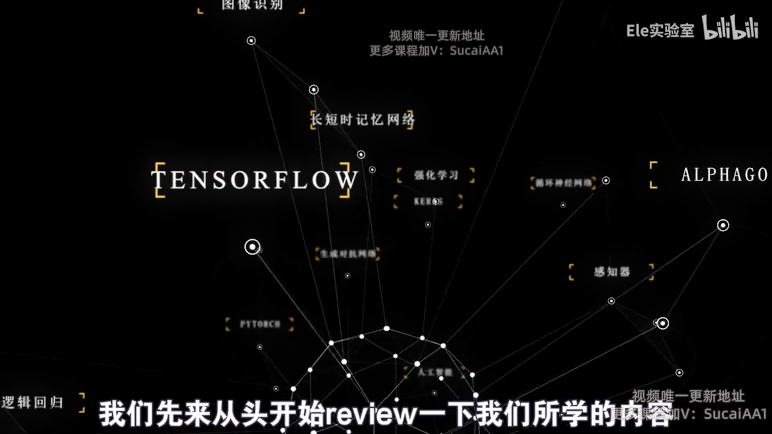 图像识别
视频唯一更新地址
更多课程加V：SucaiAA1
Ele实验室 bilibili
长短时记忆网络
TENSORFLOW
强化学习
ALPHAGO
循环神经网络
KERAS
生成对抗网络
感知器
PYTORCH
人工智能
逻辑回归
视频唯一更新地址
更多课程加V：SucaiAA1
我们先来从头开始review一下我们所学的内容